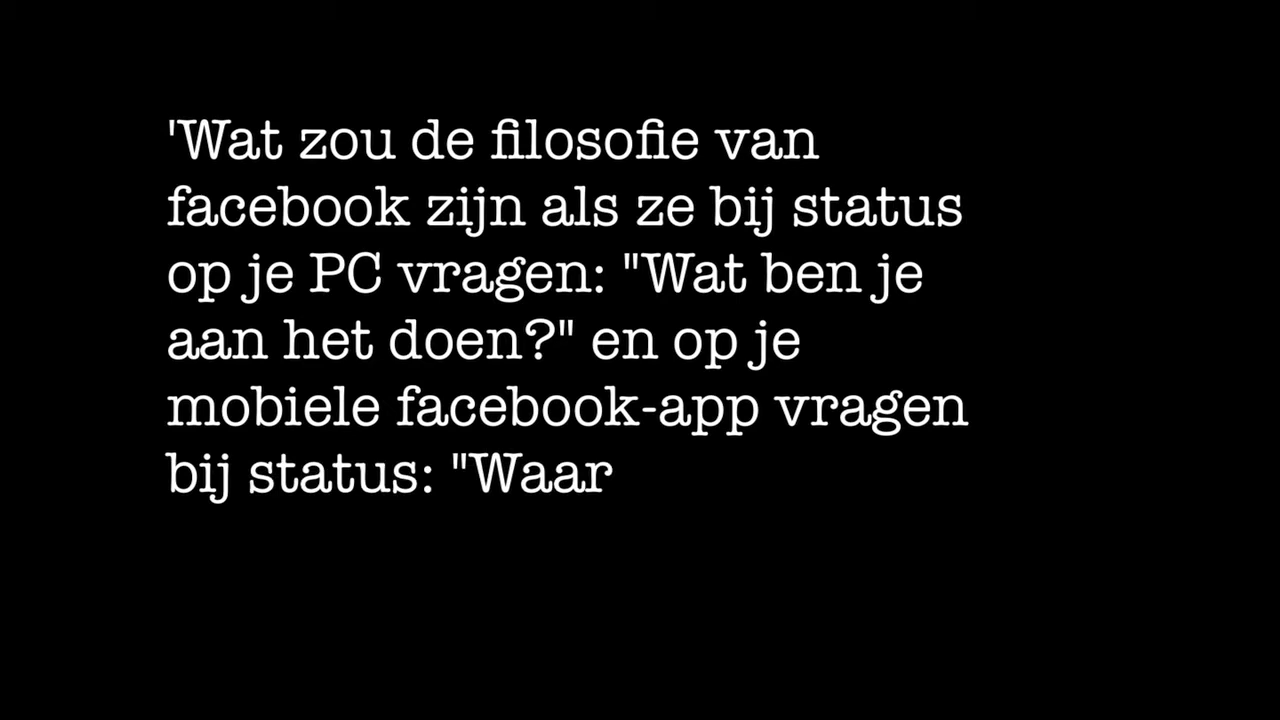 'Wat zou de filosofie van
facebook zijn als ze bij status
op je PC vragen: "Wat ben je
aan het doen?" en op je
mobiele facebook-app vragen
bij status: "Waar